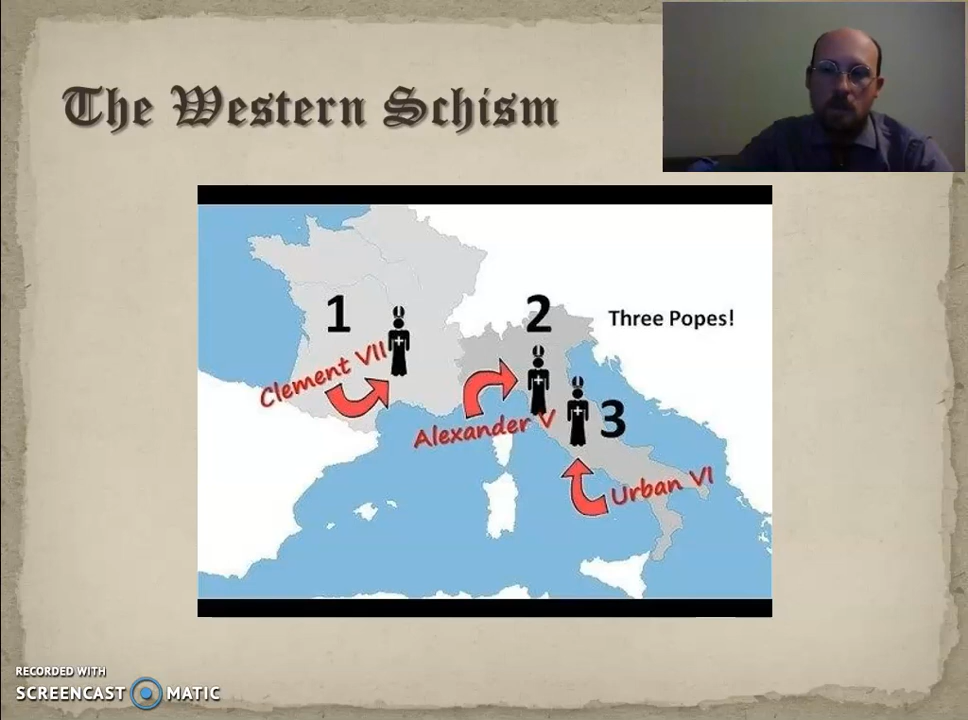 The Western Schism
1
2
Three Popes!
Clement VII
Alexander V
3
Urban VI
RECORDED WITH
SCREENCAST MATIC